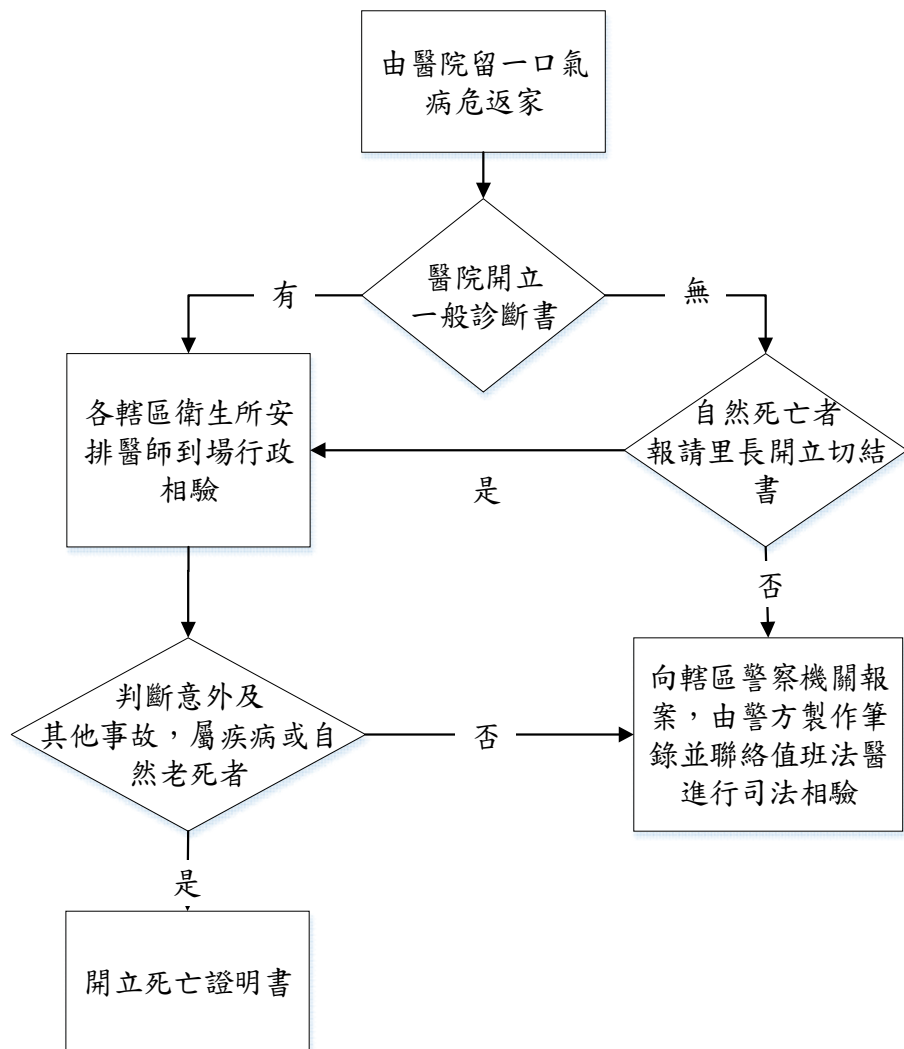 由醫院留一口氣
病危返家
醫院開立
一般診斷書
有
無
各轄區衛生所安
排醫師到場行政
相驗
自然死亡者
報請里長開立切結
書
是
否
判斷意外及
其他事故，屬疾病或自
然老死者
否
向轄區警察機關報
案，由警方製作筆
錄並聯絡值班法醫
進行司法相驗
是
開立死亡證明書